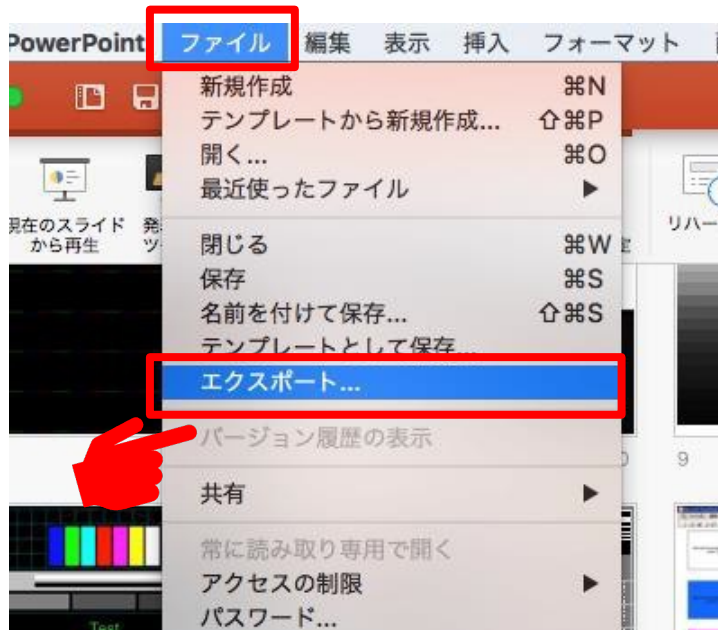 PowerPoint ファイル 編集 表示 挿入 フォーマット
新規作成 ⌘N
テンプレートから新規作成... ⇧⌘P
開く... ⌘O
最近使ったファイル ▶
現在のスライド
から再生
閉じる ⌘W
保存 ⌘S
名前を付けて保存... ⇧⌘S
テンプレートとして保存...
エクスポート...
バージョン履歴の表示
9
共有 ▶
常に読み取り専用で開く
アクセスの制限 ▶
パスワード...
Test